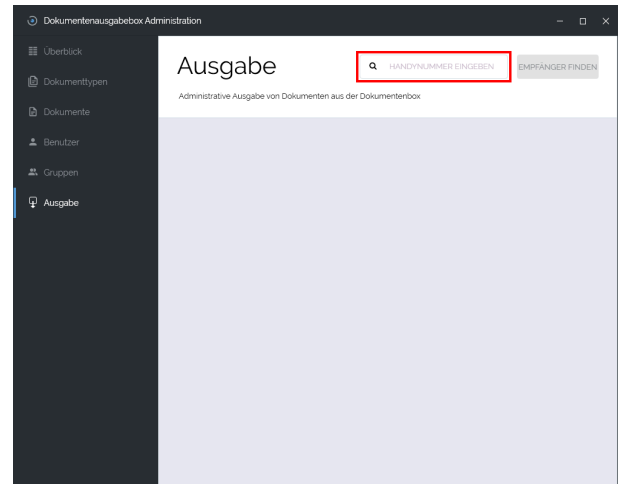 Dokumentenausgabebox Administration
Überblick
Dokumenttypen
Dokumente
Benutzer
Gruppen
Ausgabe
Ausgabe
HANDYNUMMER EINGEBEN
EMPFÄNGER FINDEN
Administrative Ausgabe von Dokumenten aus der Dokumentenbox